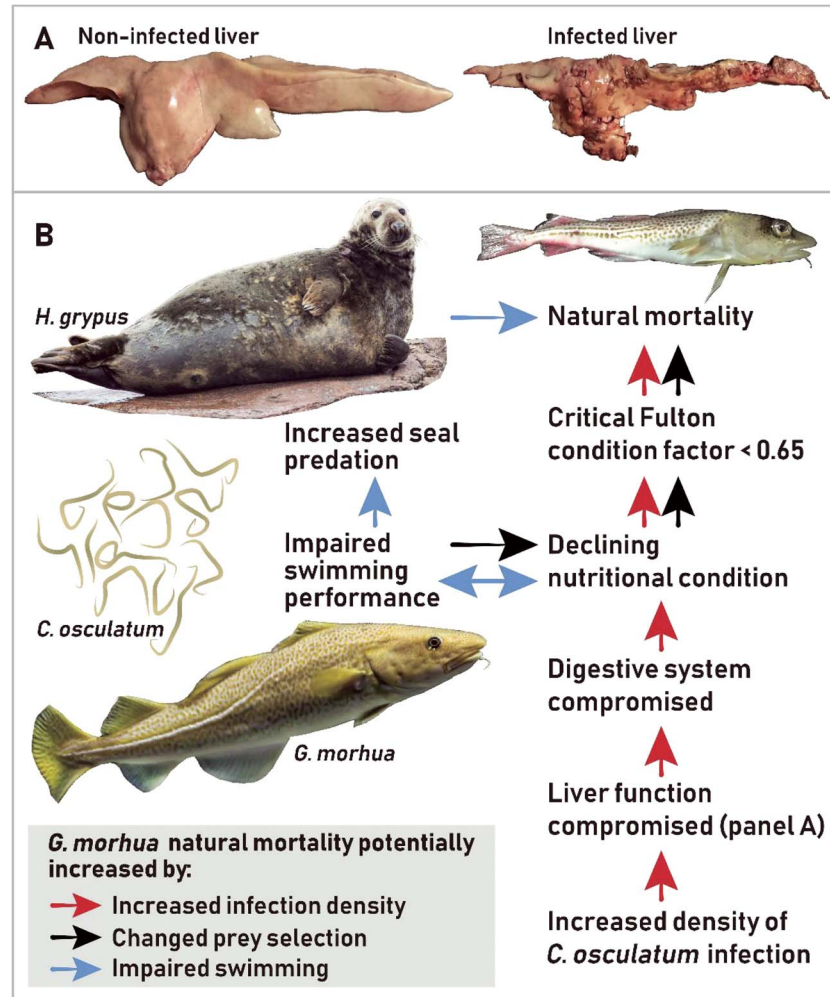 A
Non-infected liver
Infected liver
B
H. grypus
Natural mortality
Critical Fulton
condition factor < 0.65
Increased seal
predation
Impaired
swimming
performance
Declining
nutritional condition
C. osculatum
Digestive system
compromised
G. morhua
Liver function
compromised (panel A)
G. morhua natural mortality potentially
increased by:
Increased infection density
Changed prey selection
Impaired swimming
Increased density of
C. osculatum infection